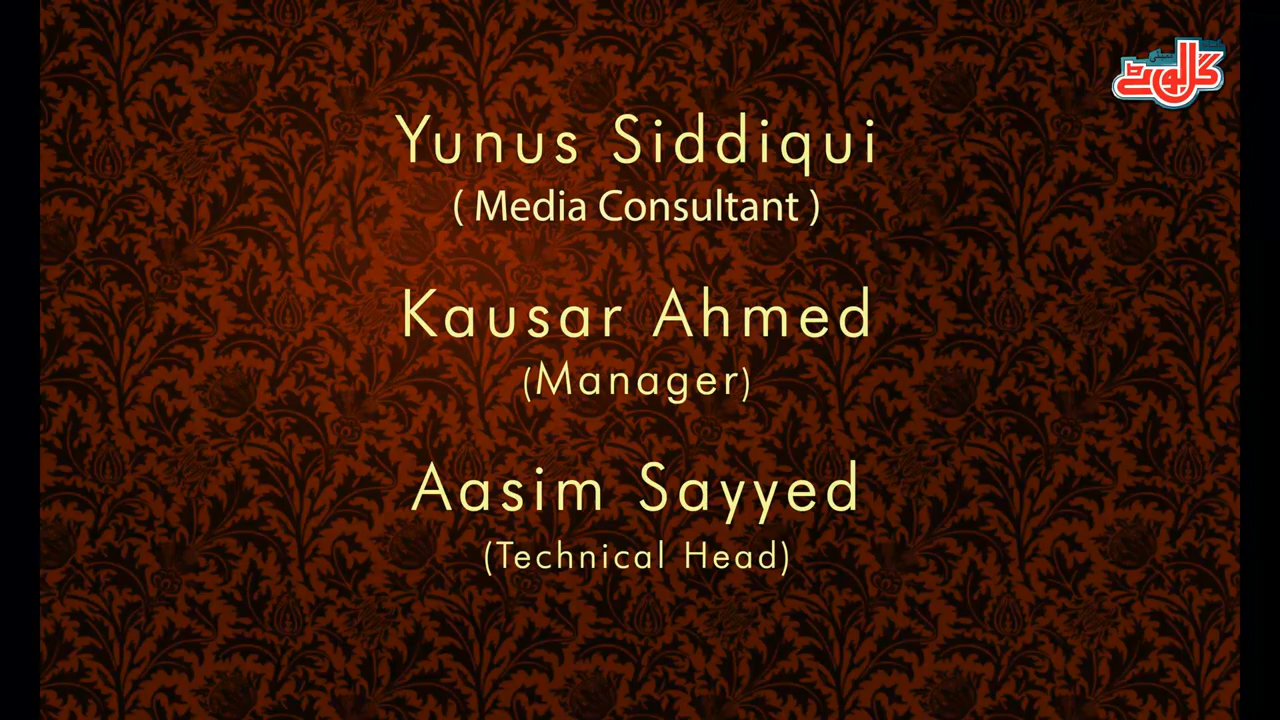 Yunus Siddiqui
( Media Consultant )
Kausar Ahmed
(Manager)
Aasim Sayyed
(Technical Head)